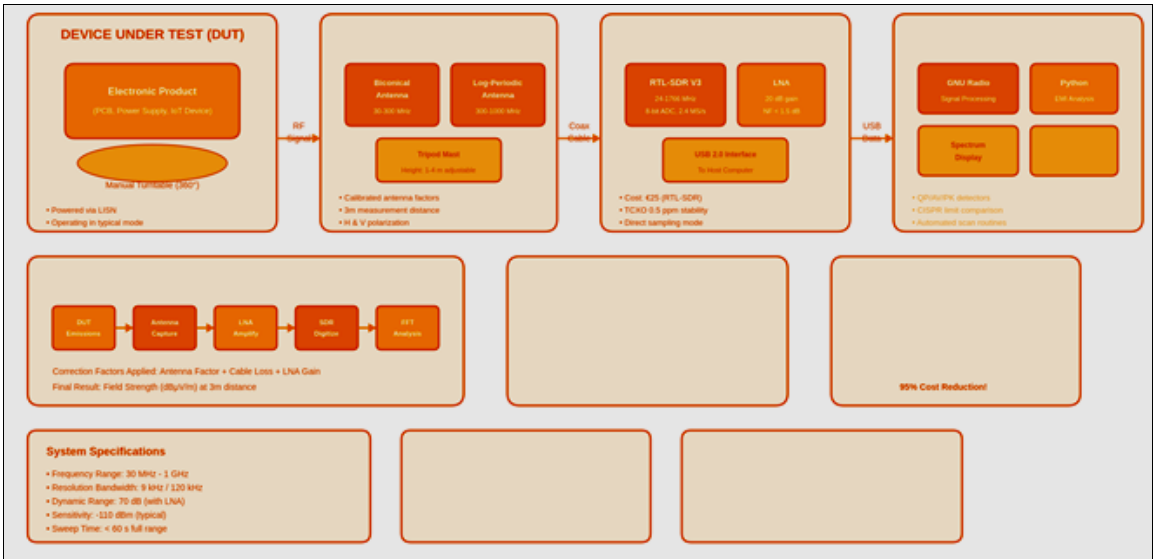 DEVICE UNDER TEST (DUT)
Electronic Product
(PCB, Power Supply, IoT Device)
Manual Turntable (360°)
• Powered via LISN
• Operating in typical mode
RF
Signal
Biconical
Antenna
30-300 MHz
Log-Periodic
Antenna
300-1000 MHz
Tripod Mast
Height: 1-4 m adjustable
• Calibrated antenna factors
• 3m measurement distance
• H & V polarization
Coax
Cable
RTL-SDR V3
24-1766 MHz
8-bit ADC, 2.4 MS/s
LNA
20 dB gain
NF < 1.5 dB
USB 2.0 Interface
To Host Computer
• Cost: €25 (RTL-SDR)
• TCXO 0.5 ppm stability
• Direct sampling mode
USB
Data
GNU Radio
Signal Processing
Python
EMI Analysis
Spectrum
Display
• QP/AV/PK detectors
• CISPR limit comparison
• Automated scan routines
DUT
Emissions
Antenna
Capture
LNA
Amplify
SDR
Digitize
FFT
Analysis
Correction Factors Applied: Antenna Factor + Cable Loss + LNA Gain
Final Result: Field Strength (dBµV/m) at 3m distance
95% Cost Reduction!
System Specifications
• Frequency Range: 30 MHz - 1 GHz
• Resolution Bandwidth: 9 kHz / 120 kHz
• Dynamic Range: 70 dB (with LNA)
• Sensitivity: -110 dBm (typical)
• Sweep Time: < 60 s full range